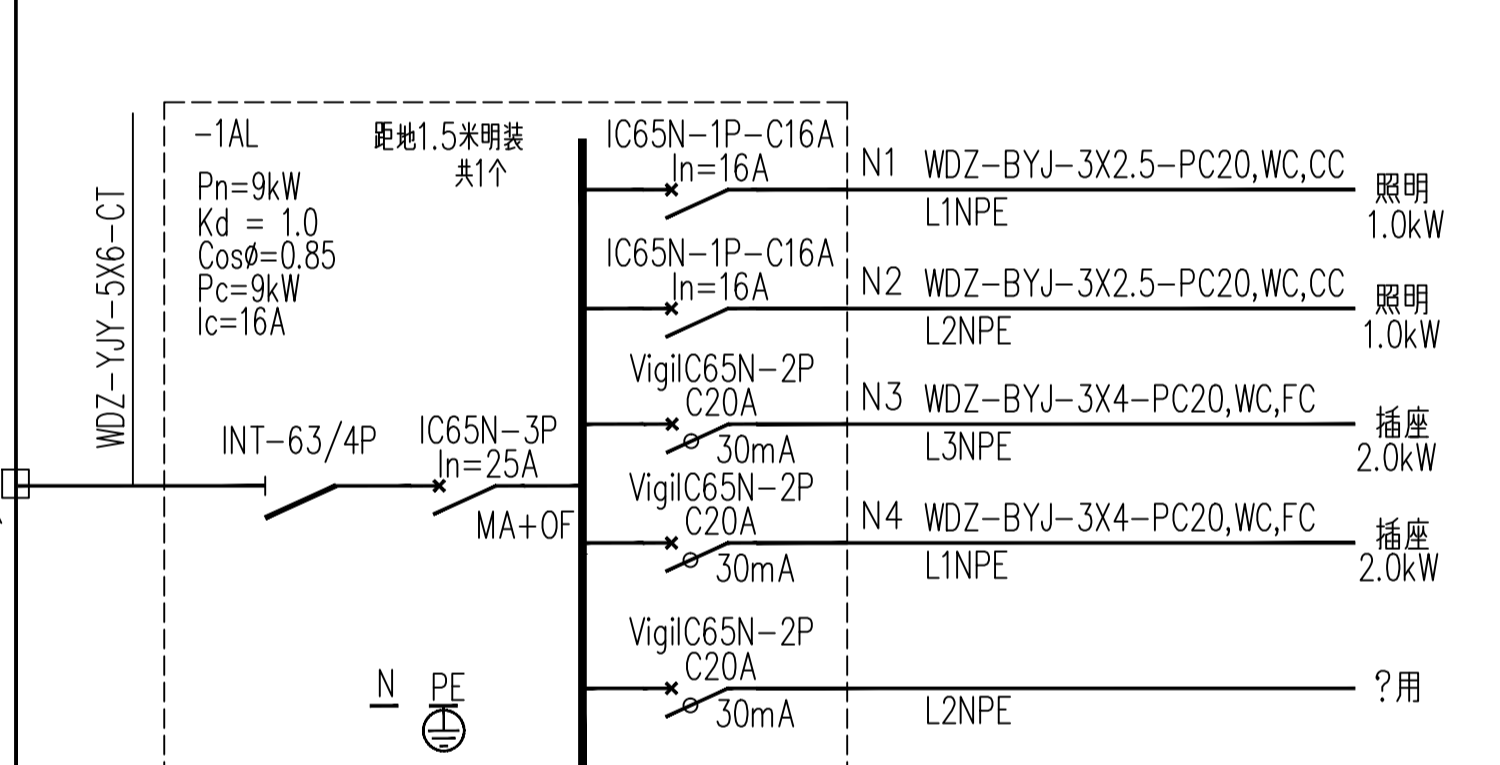 WDZ-YJY-5X6-CT
-1AL
距地1.5米明装
共1个
Pn=9kW
Kd = 1.0
CosØ=0.85
Pc=9kW
Ic=16A
INT-63/4P
IC65N-3P
In=25A
MA+OF
N
PE
IC65N-1P-C16A
In=16A
N1 WDZ-BYJ-3X2.5-PC20,WC,CC
L1NPE
照明
1.0kW
IC65N-1P-C16A
In=16A
N2 WDZ-BYJ-3X2.5-PC20,WC,CC
L2NPE
照明
1.0kW
VigiIC65N-2P
C20A
30mA
N3 WDZ-BYJ-3X4-PC20,WC,FC
L3NPE
插座
2.0kW
VigiIC65N-2P
C20A
30mA
N4 WDZ-BYJ-3X4-PC20,WC,FC
L1NPE
插座
2.0kW
VigiIC65N-2P
C20A
30mA
L2NPE
?用